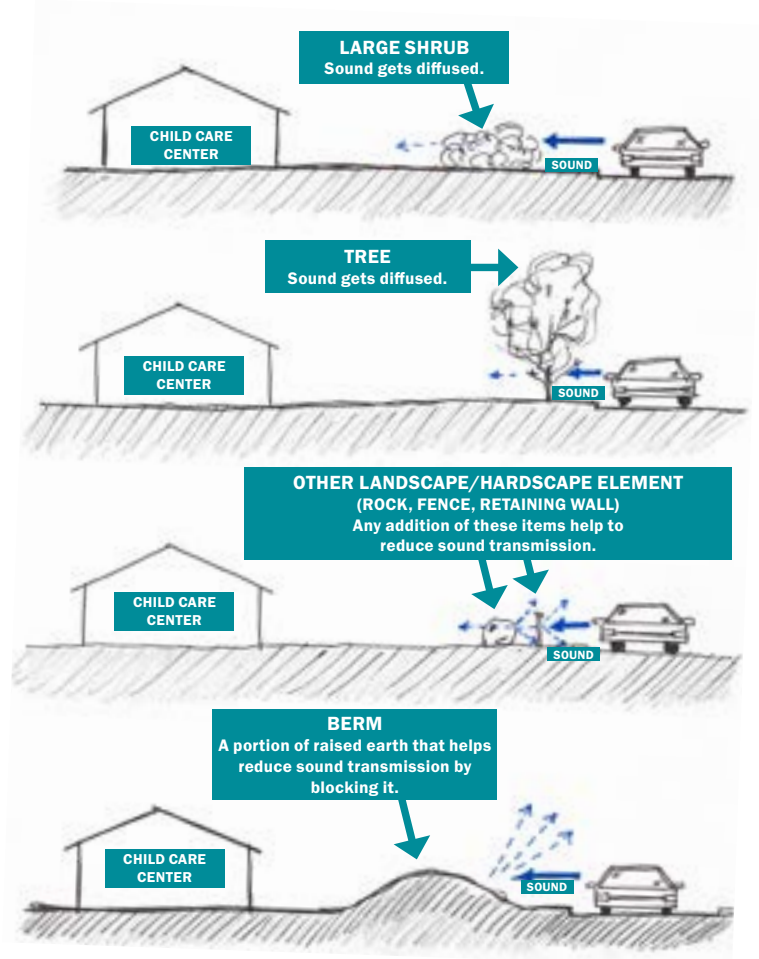 LARGE SHRUB
Sound gets diffused.
CHILD CARE
CENTER
SOUND
TREE
Sound gets diffused.
CHILD CARE
CENTER
SOUND
OTHER LANDSCAPE/HARDSCAPE ELEMENT
(ROCK, FENCE, RETAINING WALL)
Any addition of these items help to
reduce sound transmission.
CHILD CARE
CENTER
SOUND
BERM
A portion of raised earth that helps
reduce sound transmission by
blocking it.
CHILD CARE
CENTER
SOUND